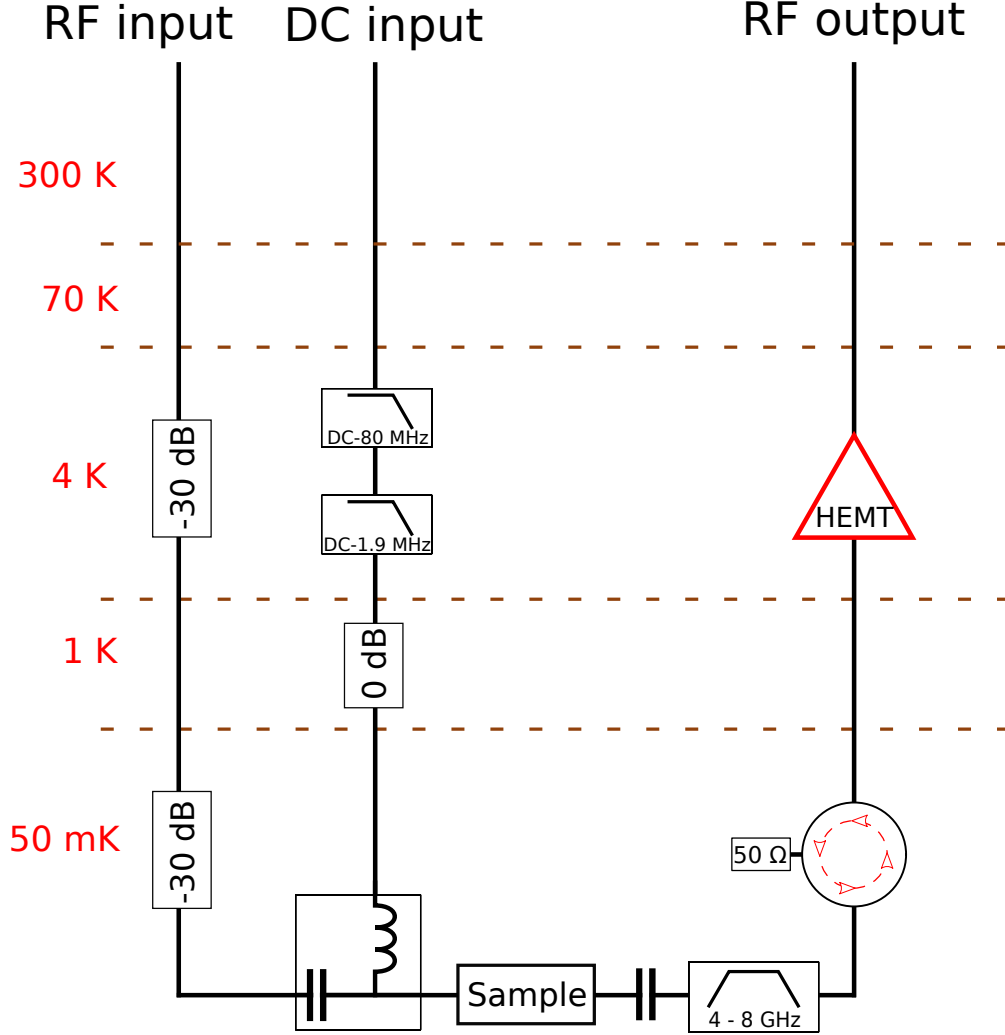 RF input
DC input
RF output
300 K
70 K
DC-80 MHz
-30 dB
4 K
DC-1.9 MHz
HEMT
1 K
0 dB
-30 dB
50 mK
50 Ω
Sample
4 - 8 GHz